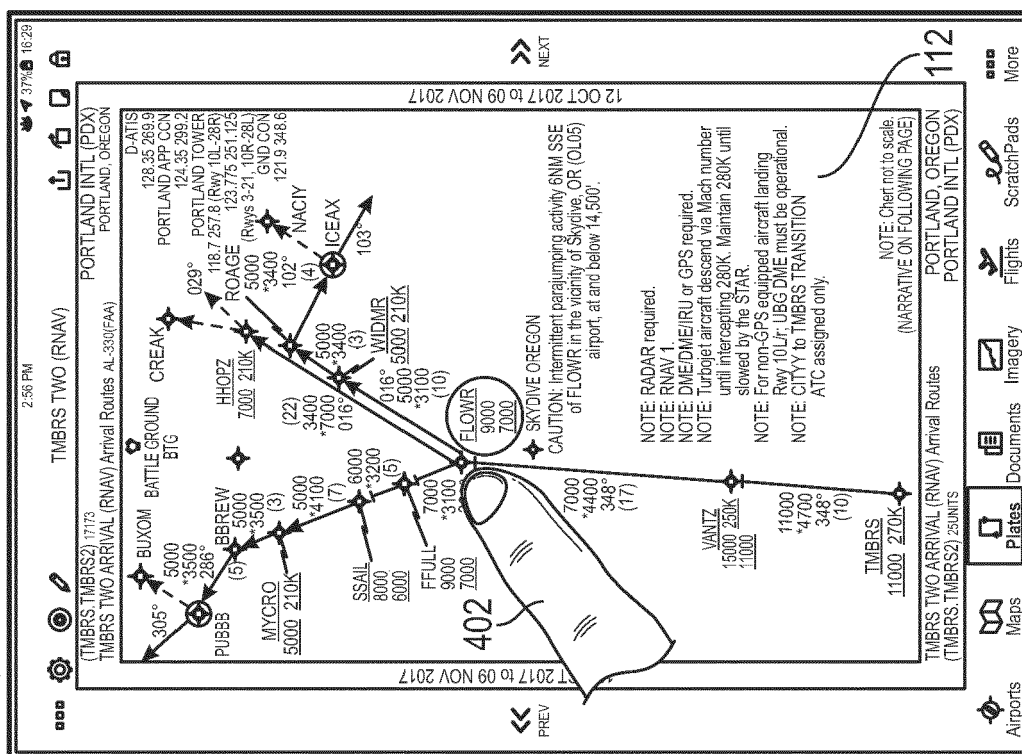 2:56 PM
37% 16:29
TMBRS TWO (RNAV)
(TMBRS.TMBRS2) 17173
TMBRS TWO ARRIVAL (RNAV) Arrival Routes AL-330(FAA)
PORTLAND INTL (PDX)
PORTLAND, OREGON
12 OCT 2017 to 09 NOV 2017
CT 2017 to 09 NOV 2017
PREV
NEXT
D-ATIS
128.35 269.9
PORTLAND APP CCN
124.35 299.2
PORTLAND TOWER
118.7 257.8 (Rwy 10L-28R)
123.775 251.125
(Rwys 3-21, 10R-28L)
GND CON
121.9 348.6
305°
BUXOM
5000
*3500
286°
(5)
PUBBB
BBREW
5000
*3500
(3)
BATTLE GROUND
BTG
CREAK
029°
HHOPZ
7000 210K
ROAGE
5000
*3400
102°
(4)
NACIY
ICEAX
103°
MYCRO
5000 210K
5000
*4100
(7)
(22)
3400
*7000
016°
5000
*3400
(3)
WIDMR
5000 210K
SSAIL
8000
6000
6000
*3200
(5)
016°
5000
*3100
(10)
FFULL
9000
7000
7000
*3100
FLOWR
9000
7000
402
SKYDIVE OREGON
CAUTION: Intermittent parajumping activity 6NM SSE
of FLOWR in the vicinity of Skydive, OR (OL05)
airport, at and below 14,500'.
7000
*4400
348°
(17)
NOTE: RADAR required.
NOTE: RNAV 1.
NOTE: DME/DME/IRU or GPS required.
NOTE: Turbojet aircraft descend via Mach number
until intercepting 280K. Maintain 280K until
slowed by the STAR.
NOTE: For non-GPS equipped aircraft landing
Rwy 10L/r: UBG DME must be operational.
NOTE: CITYY to TMBRS TRANSITION
ATC assigned only.
VANTZ
15000 250K
11000
11000
*4700
348°
(10)
112
TMBRS
11000 270K
NOTE: Chert not to scale.
(NARRATIVE ON FOLLOWING PAGE)
TMBRS TWO ARRIVAL (RNAV) Arrival Routes
(TMBRS.TMBRS2) 25UNITS
PORTLAND, OREGON
PORTLAND INTL (PDX)
Airports
Maps
Plates
Documents
Imagery
Flights
ScratchPads
More